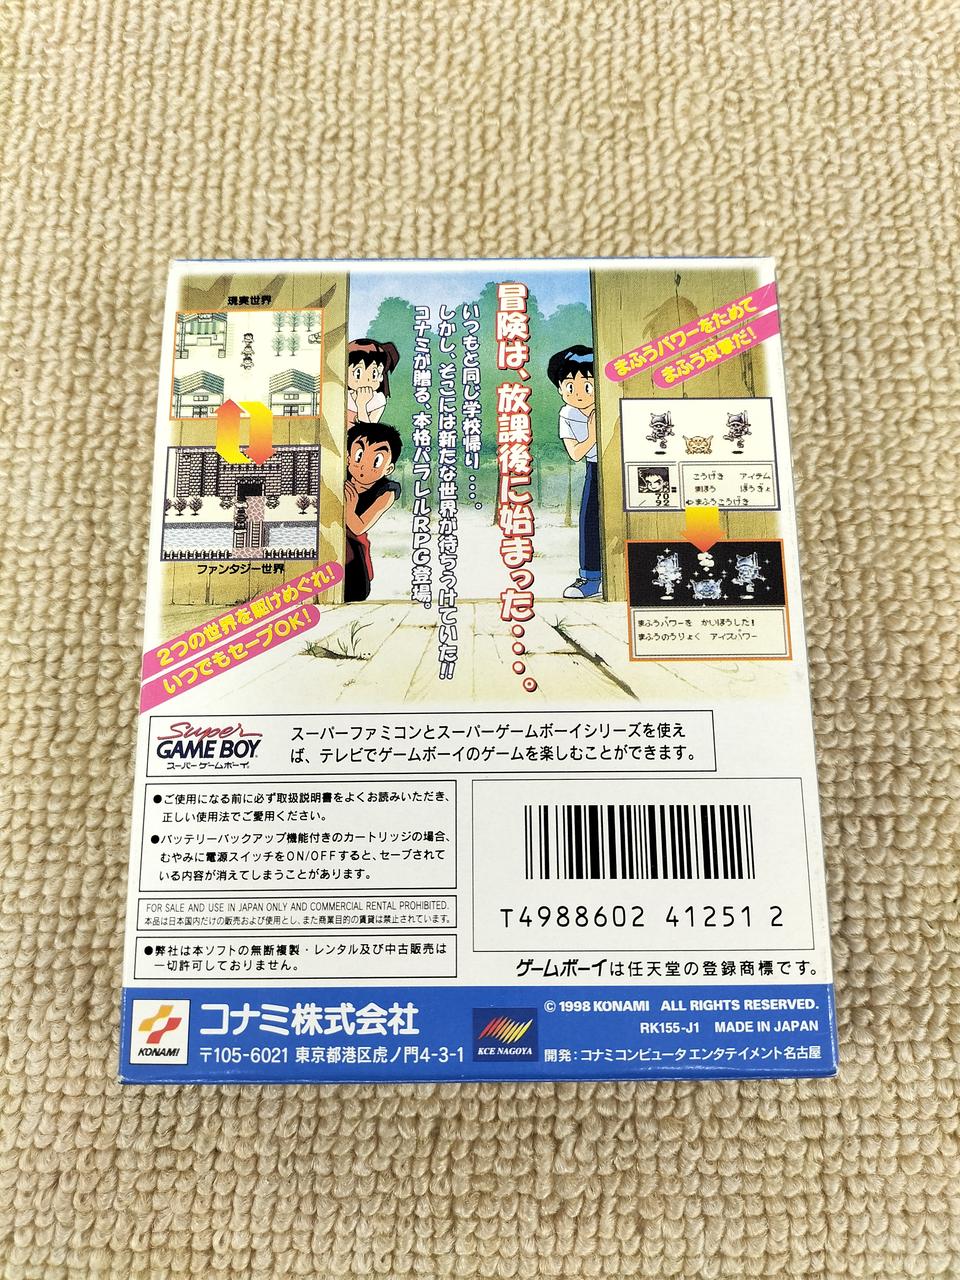 現実世界
ファンタジー世界
2つの世界を駆けめぐれ!
いつでもセーブOK!
冒険は、放課後に始まった・・・・。
いつもと同じ学校帰り・・・。
しかし、そこには新たな世界が待ちうけていた!!
コナミが贈る、本格パラレルRPG登場。
まふうパワーをためて
まふう攻撃だ!
こうげき アイテム
まほう ぼうぎょ
まふうこうげき
70
92
まふうパワーを かいほうした!
まふうのうりょく アイスパワー
Super
GAME BOY
スーパーゲームボーイ
スーパーファミコンとスーパーゲームボーイシリーズを使え
ば、テレビでゲームボーイのゲームを楽しむことができます。
●ご使用になる前に必ず取扱説明書をよくお読みいただき、
正しい使用法でご愛用ください。
●バッテリーバックアップ機能付きのカートリッジの場合、
むやみに電源スイッチをON/OFFすると、セーブされて
いる内容が消えてしまうことがあります。
FOR SALE AND USE IN JAPAN ONLY AND COMMERCIAL RENTAL PROHIBITED.
本品は日本国内だけの販売および使用とし、また商業目的の賃貸は禁止されています。
●弊社は本ソフトの無断複製・レンタル及び中古販売は
一切許可しておりません。
T4988602 41251 2
ゲームボーイは任天堂の登録商標です。
KONAMI
コナミ株式会社
〒105-6021 東京都港区虎ノ門4-3-1
KCE NAGOYA
© 1998 KONAMI ALL RIGHTS RESERVED.
RK155-J1 MADE IN JAPAN
開発：コナミコンピュータ エンタテイメント名古屋